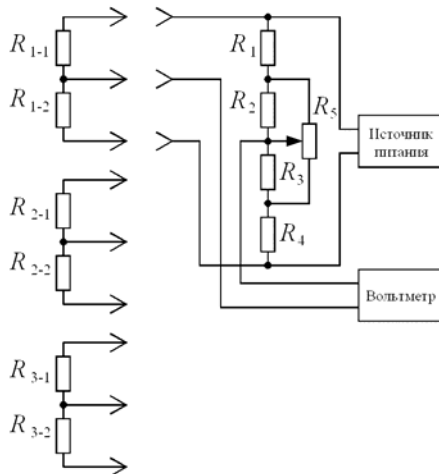 R1-1
R1-2
R2-1
R2-2
R3-1
R3-2
R1
R2
R5
R3
R4
Источник
питания
Вольтметр